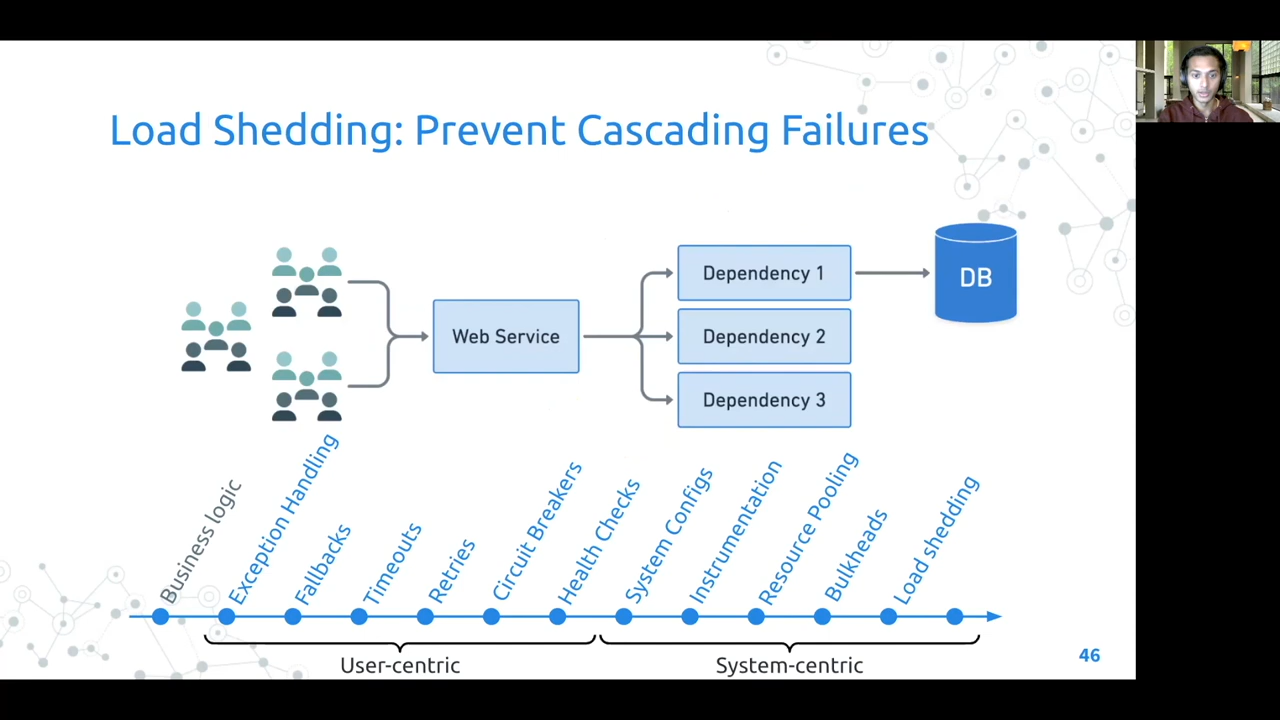 Load Shedding: Prevent Cascading Failures
Web Service
Dependency 1
Dependency 2
Dependency 3
DB
Business logic
Exception Handling
Fallbacks
Timeouts
Retries
Circuit Breakers
Health Checks
System Configs
Instrumentation
Resource Pooling
Bulkheads
Load shedding
User-centric
System-centric
46